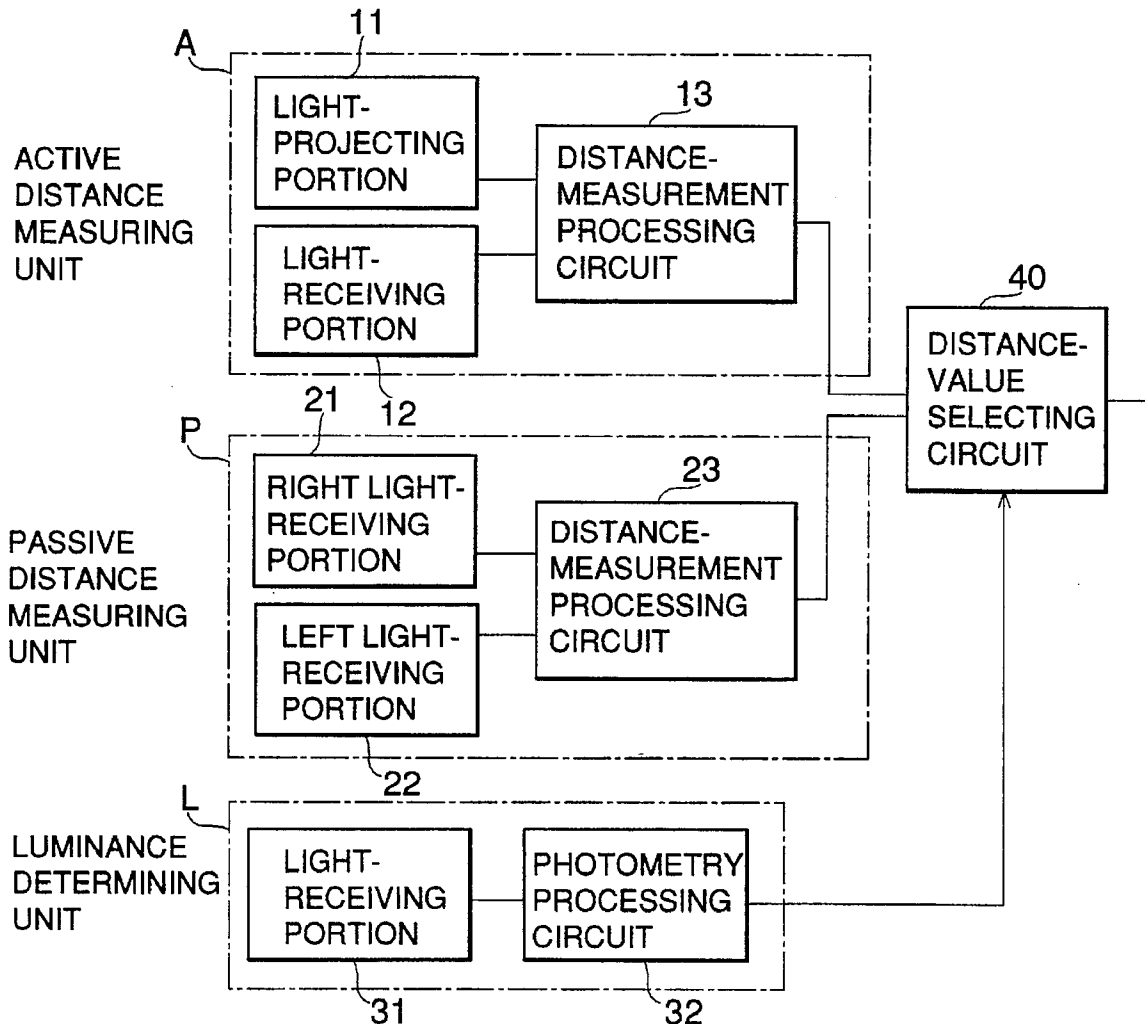 A
11
LIGHT-
PROJECTING
PORTION
13
DISTANCE-
MEASUREMENT
PROCESSING
CIRCUIT
ACTIVE
DISTANCE
MEASURING
UNIT
LIGHT-
RECEIVING
PORTION
12
40
DISTANCE-
VALUE
SELECTING
CIRCUIT
P
21
RIGHT LIGHT-
RECEIVING
PORTION
23
DISTANCE-
MEASUREMENT
PROCESSING
CIRCUIT
PASSIVE
DISTANCE
MEASURING
UNIT
LEFT LIGHT-
RECEIVING
PORTION
22
L
LUMINANCE
DETERMINING
UNIT
LIGHT-
RECEIVING
PORTION
31
PHOTOMETRY
PROCESSING
CIRCUIT
32